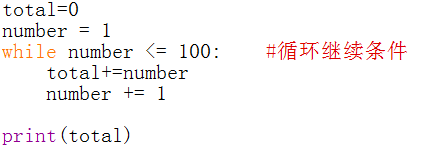 total=0
number = 1
while number <= 100:    #循环继续条件
    total+=number
    number += 1
print(total)